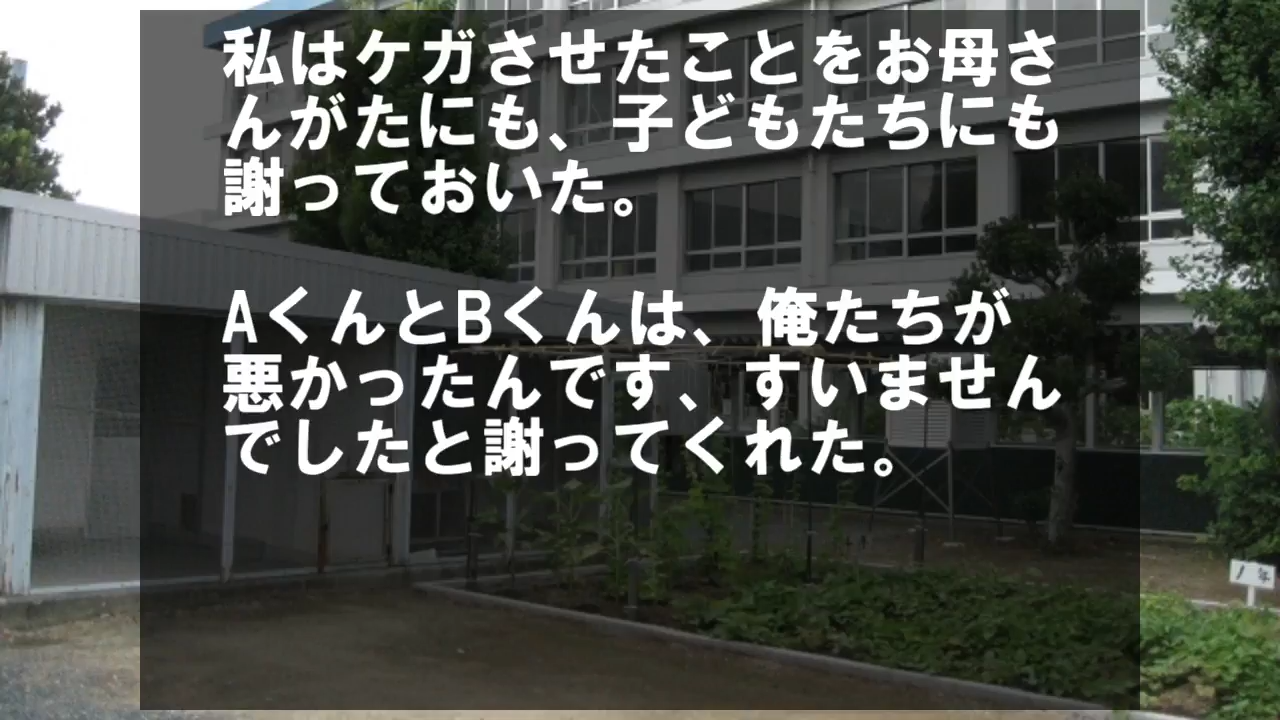 私はケガさせたことをお母さ
んがたにも、子どもたちにも
謝っておいた。
AくんとBくんは、俺たちが
悪かったんです、すいません
でしたと謝ってくれた。
1年